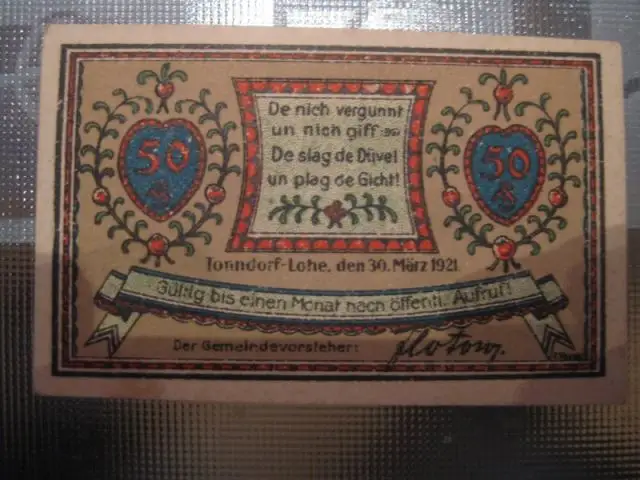 De nich vergunnt
un nich giff
De slag de Düvel
un plag de Gicht!
50
50
Tonndorf-Lohe, den 30. März 1921
Gültig bis einen Monat nach öffentl. Aufruf!
Der Gemeindevorsteher: